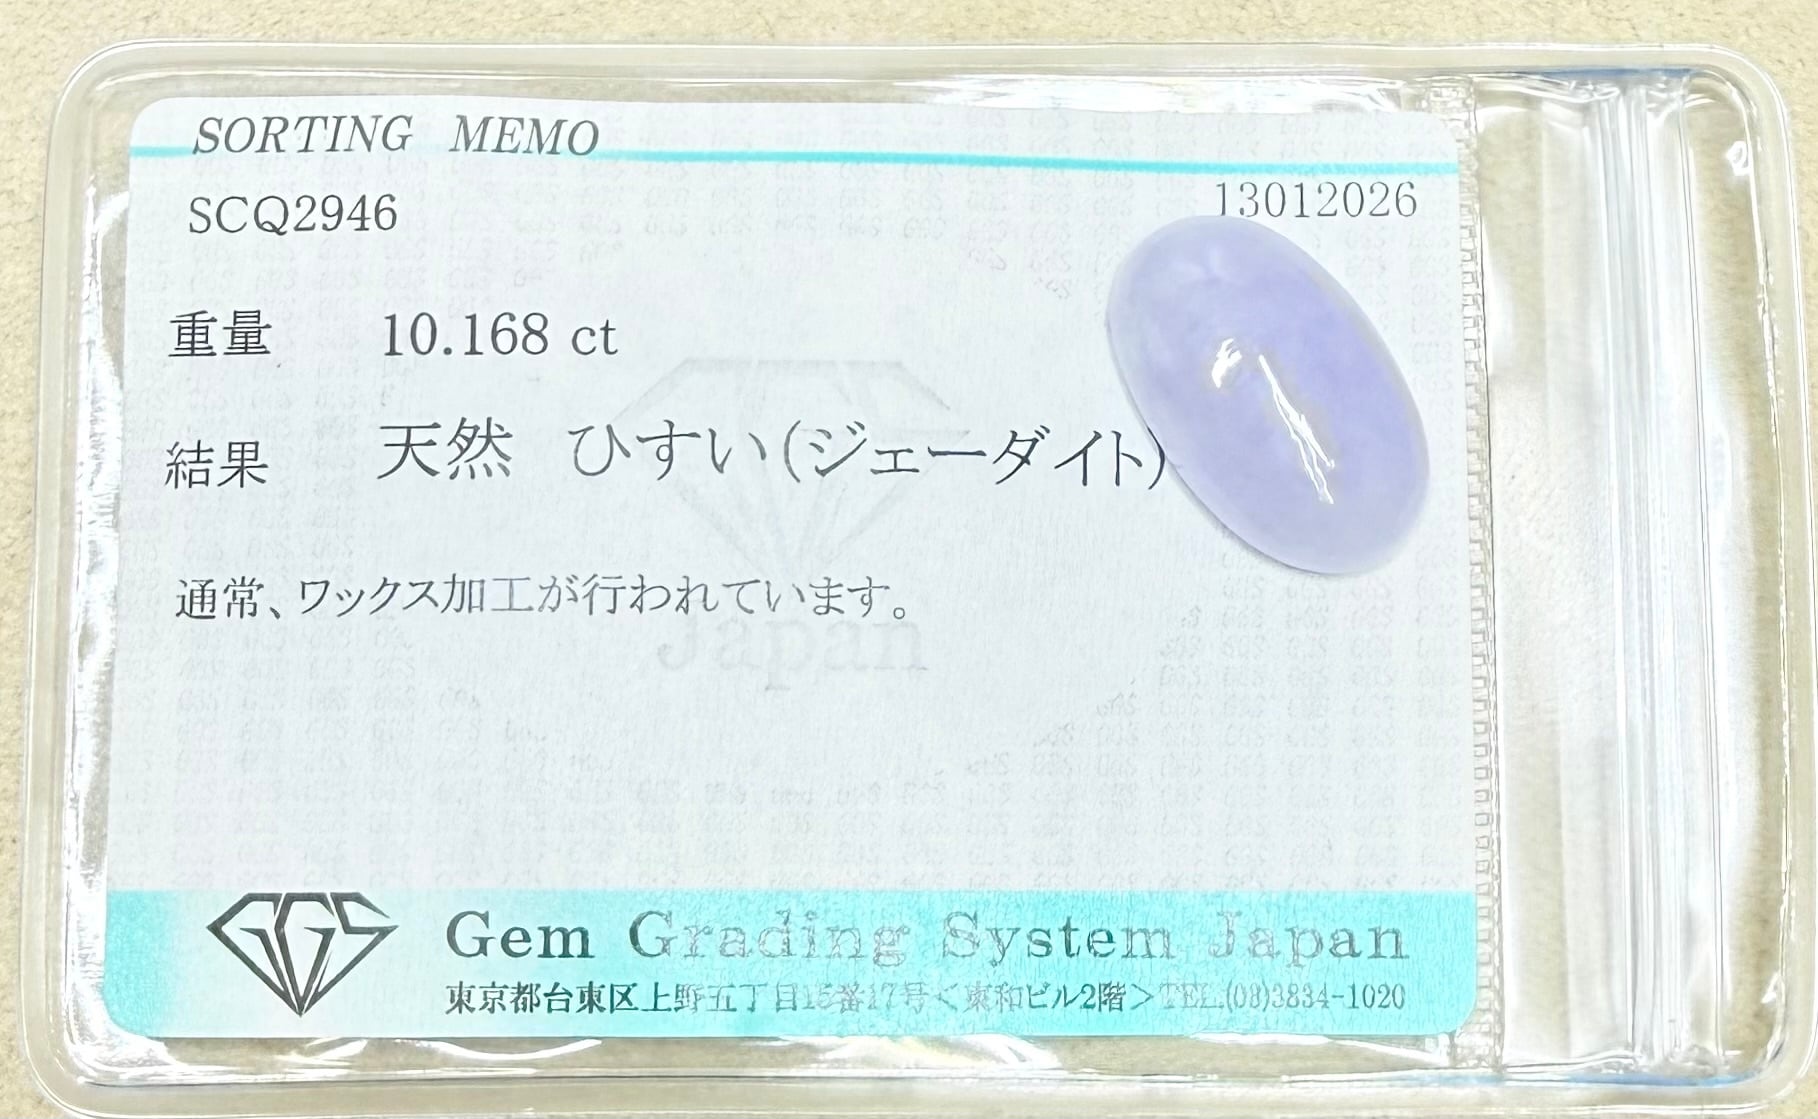 SORTING MEMO
SCQ2946
13012026
重量 10.168 ct
結果 天然 ひすい(ジェーダイト)
通常、ワックス加工が行われています。
Japan
GGS Gem Grading System Japan
東京都台東区上野五丁目15番17号<東和ビル2階>TEL.(03)3834-1020